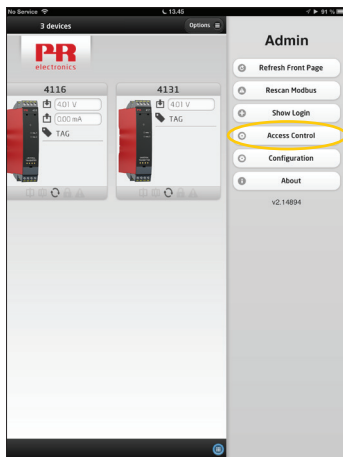 No Service 13.45 91 %
3 devices Options
PR
electronics
4116
4.01 V
0.00 mA
TAG
4131
4.01 V
TAG
Admin
Refresh Front Page
Rescan Modbus
Show Login
Access Control
Configuration
About
v2.14894